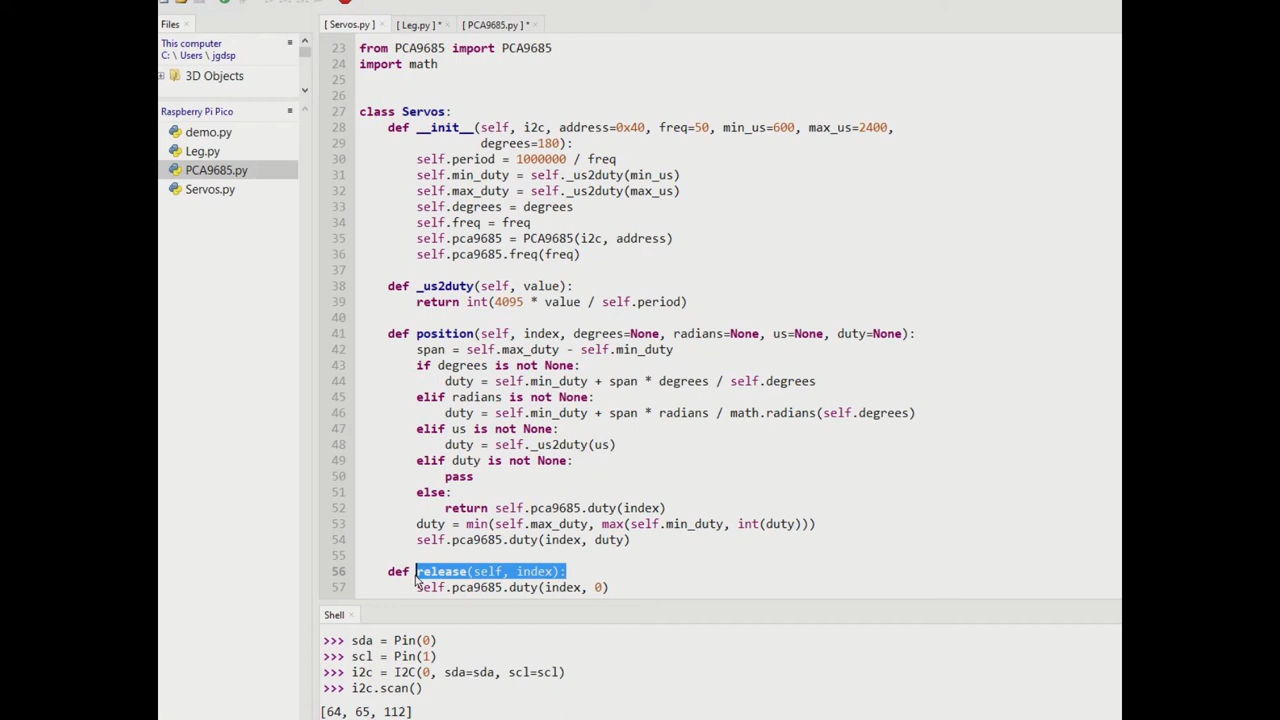 Files
[ Servos.py ]
[ Leg.py ] *
[ PCA9685.py ] *
This computer
C: \ Users \ jgdsp
3D Objects
Raspberry Pi Pico
demo.py
Leg.py
PCA9685.py
Servos.py
23 from PCA9685 import PCA9685
24 import math
25
26
27 class Servos:
28     def __init__(self, i2c, address=0x40, freq=50, min_us=600, max_us=2400,
29                  degrees=180):
30         self.period = 1000000 / freq
31         self.min_duty = self._us2duty(min_us)
32         self.max_duty = self._us2duty(max_us)
33         self.degrees = degrees
34         self.freq = freq
35         self.pca9685 = PCA9685(i2c, address)
36         self.pca9685.freq(freq)
37
38     def _us2duty(self, value):
39         return int(4095 * value / self.period)
40
41     def position(self, index, degrees=None, radians=None, us=None, duty=None):
42         span = self.max_duty - self.min_duty
43         if degrees is not None:
44             duty = self.min_duty + span * degrees / self.degrees
45         elif radians is not None:
46             duty = self.min_duty + span * radians / math.radians(self.degrees)
47         elif us is not None:
48             duty = self._us2duty(us)
49         elif duty is not None:
50             pass
51         else:
52             return self.pca9685.duty(index)
53         duty = min(self.max_duty, max(self.min_duty, int(duty)))
54         self.pca9685.duty(index, duty)
55
56     def release(self, index):
57         self.pca9685.duty(index, 0)
Shell
>>> sda = Pin(0)
>>> scl = Pin(1)
>>> i2c = I2C(0, sda=sda, scl=scl)
>>> i2c.scan()
[64, 65, 112]